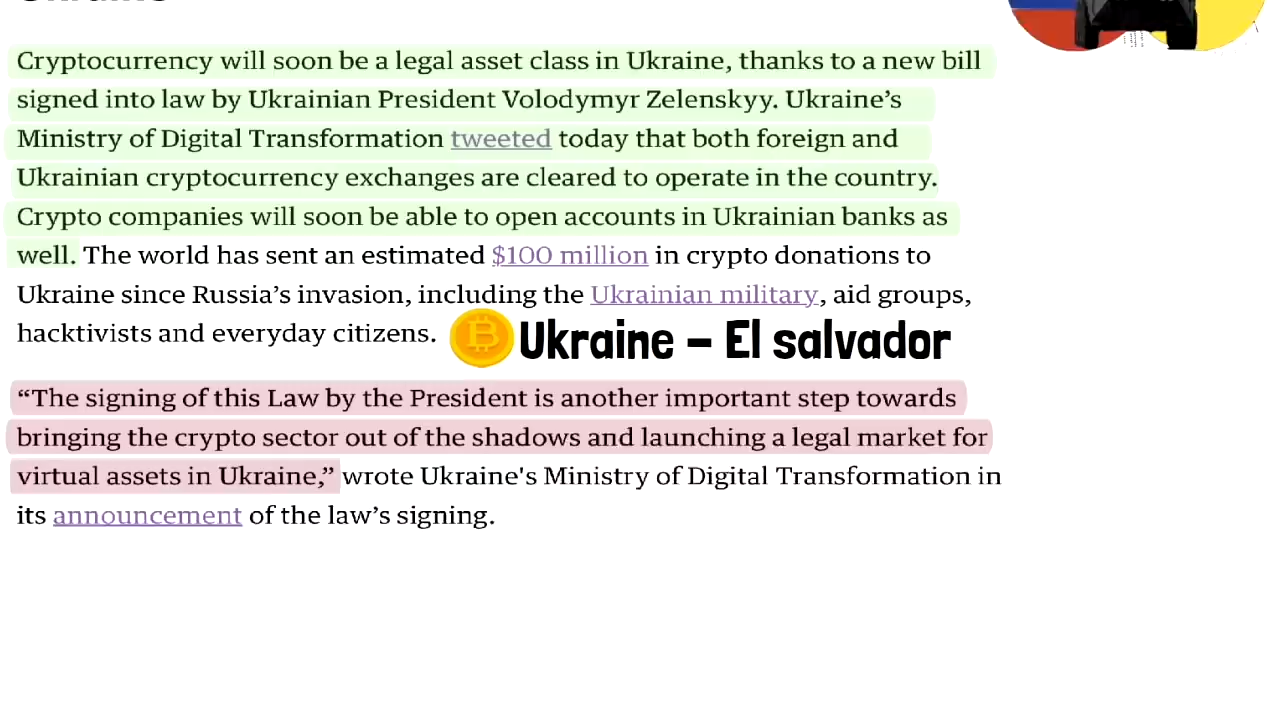 Cryptocurrency will soon be a legal asset class in Ukraine, thanks to a new bill
signed into law by Ukrainian President Volodymyr Zelenskyy. Ukraine’s
Ministry of Digital Transformation tweeted today that both foreign and
Ukrainian cryptocurrency exchanges are cleared to operate in the country.
Crypto companies will soon be able to open accounts in Ukrainian banks as
well. The world has sent an estimated $100 million in crypto donations to
Ukraine since Russia’s invasion, including the Ukrainian military, aid groups,
hacktivists and everyday citizens.
Ukraine – El salvador
“The signing of this Law by the President is another important step towards
bringing the crypto sector out of the shadows and launching a legal market for
virtual assets in Ukraine,” wrote Ukraine's Ministry of Digital Transformation in
its announcement of the law’s signing.